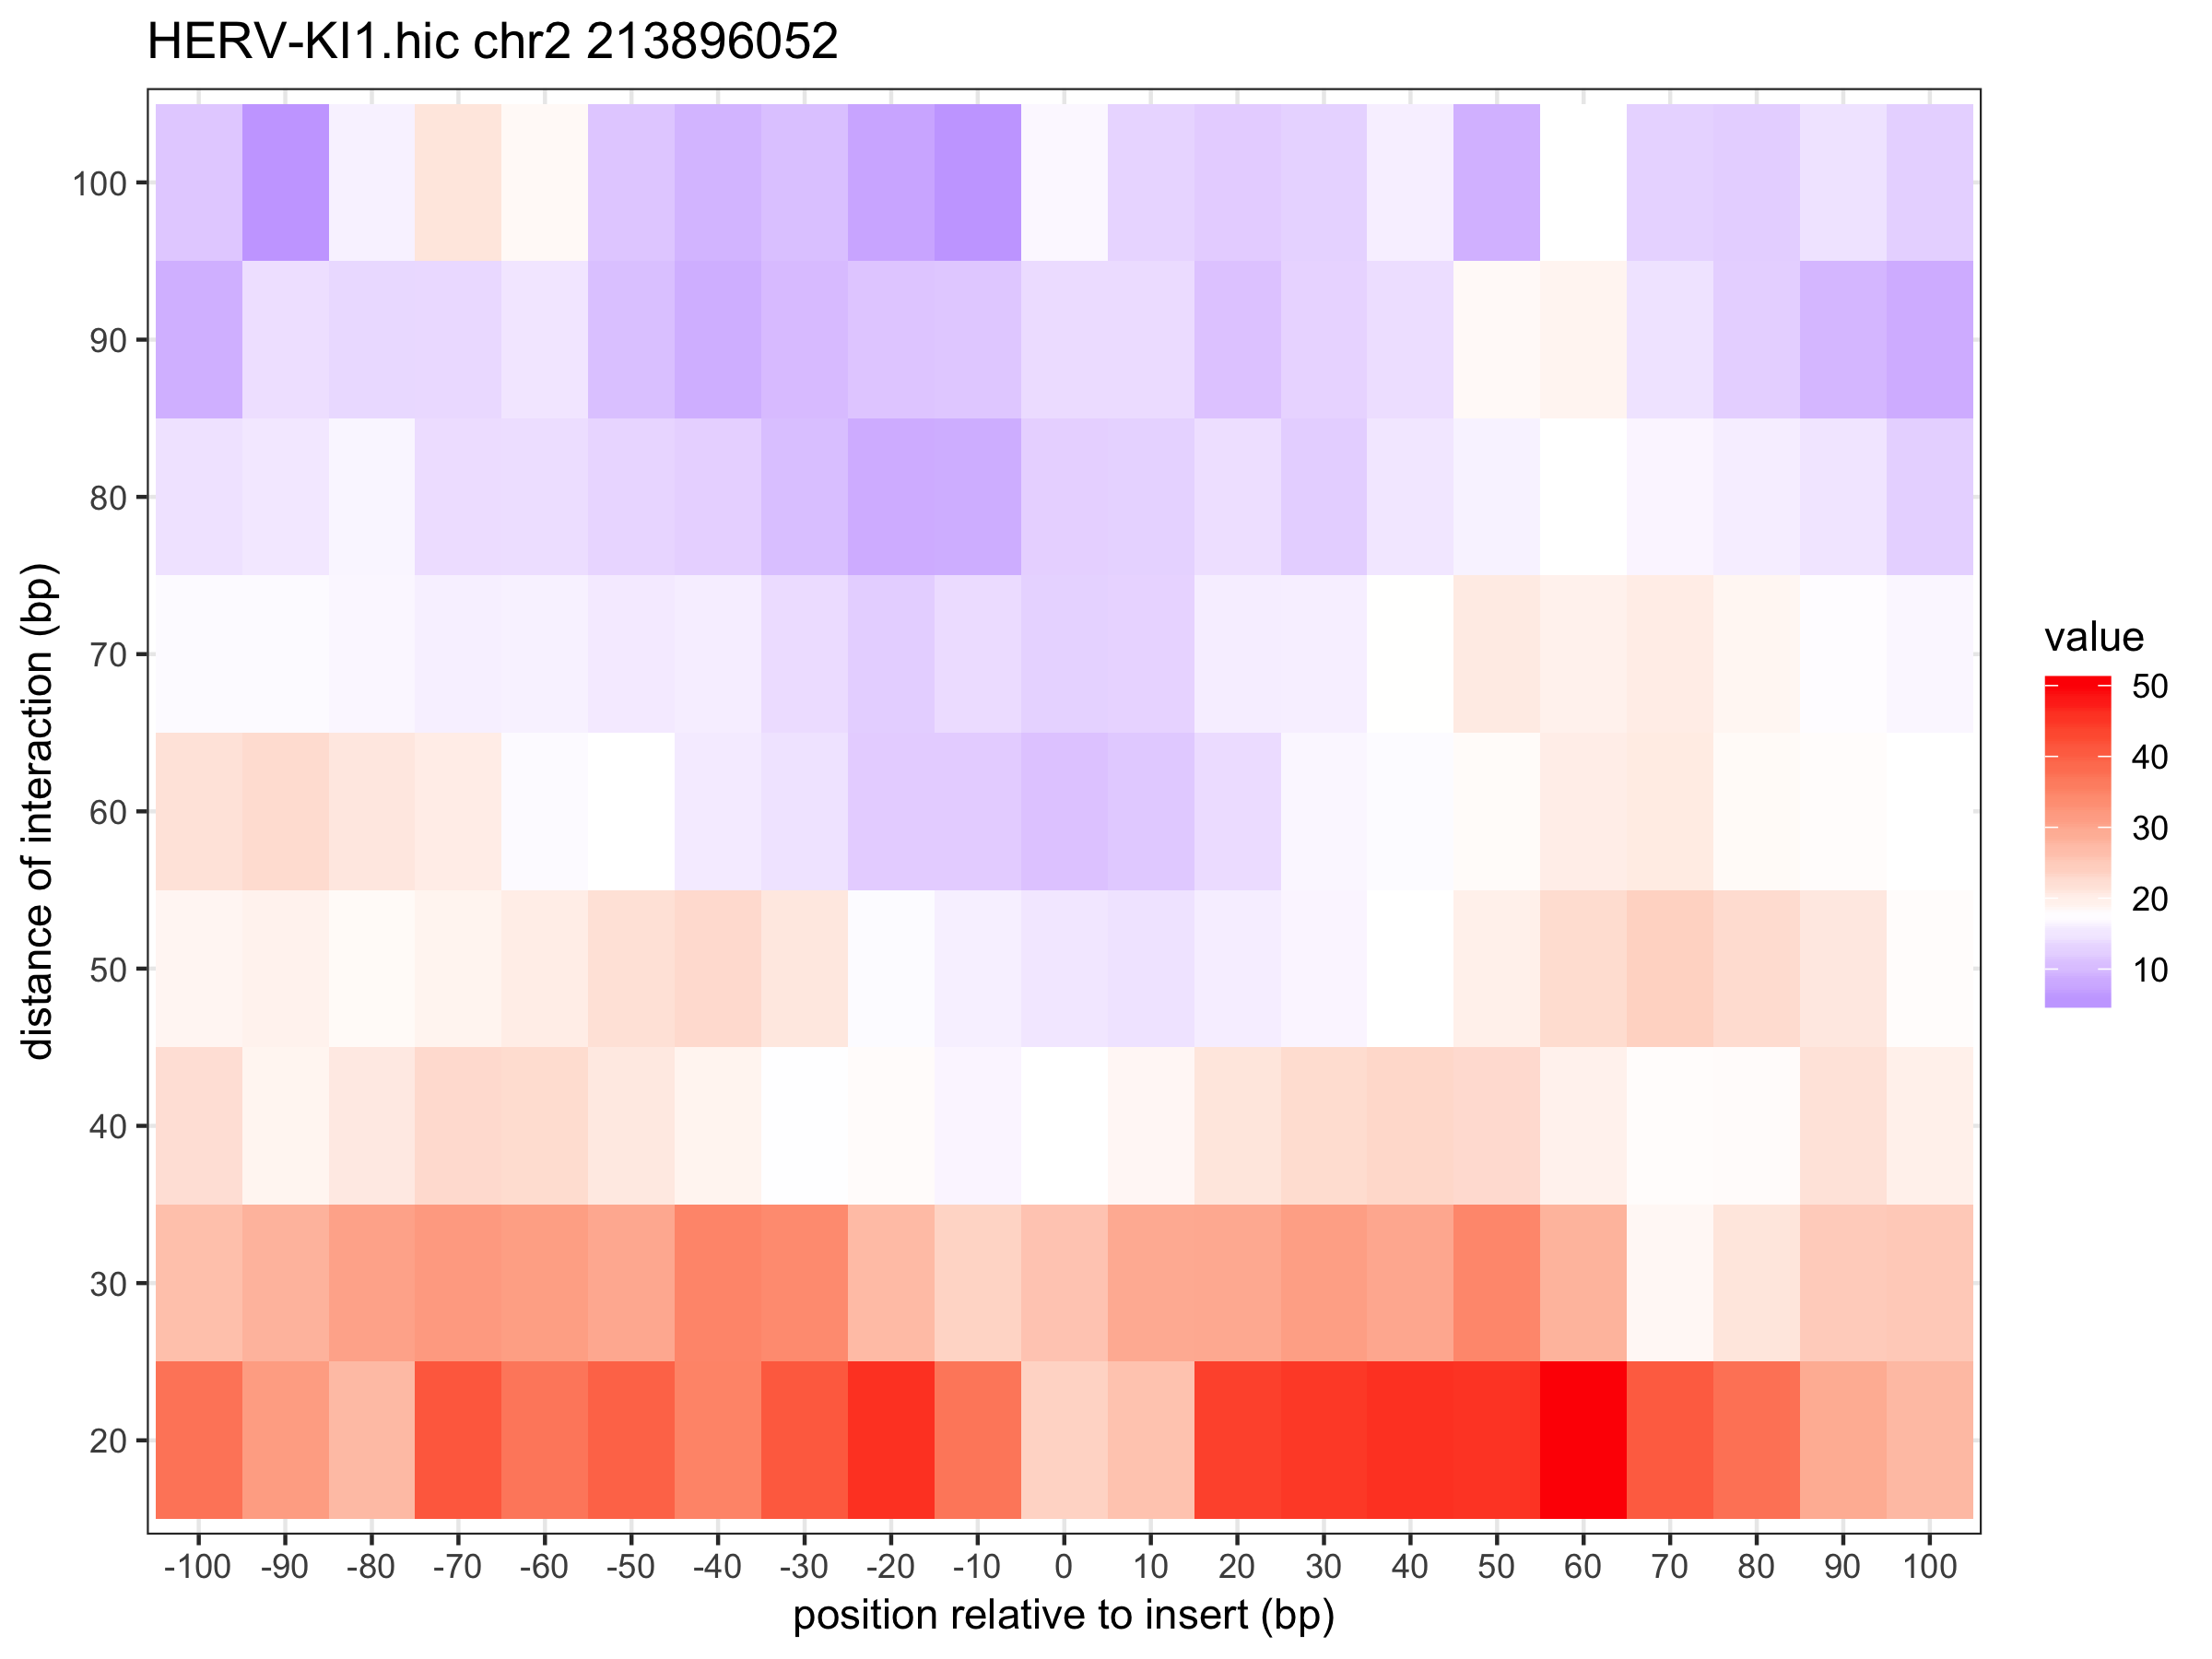 HERV-KI1.hic chr2 213896052
100
90
80
70
60
50
40
30
20
distance of interaction (bp)
-100 -90 -80 -70 -60 -50 -40 -30 -20 -10 0 10 20 30 40 50 60 70 80 90 100
position relative to insert (bp)
value
50
40
30
20
10